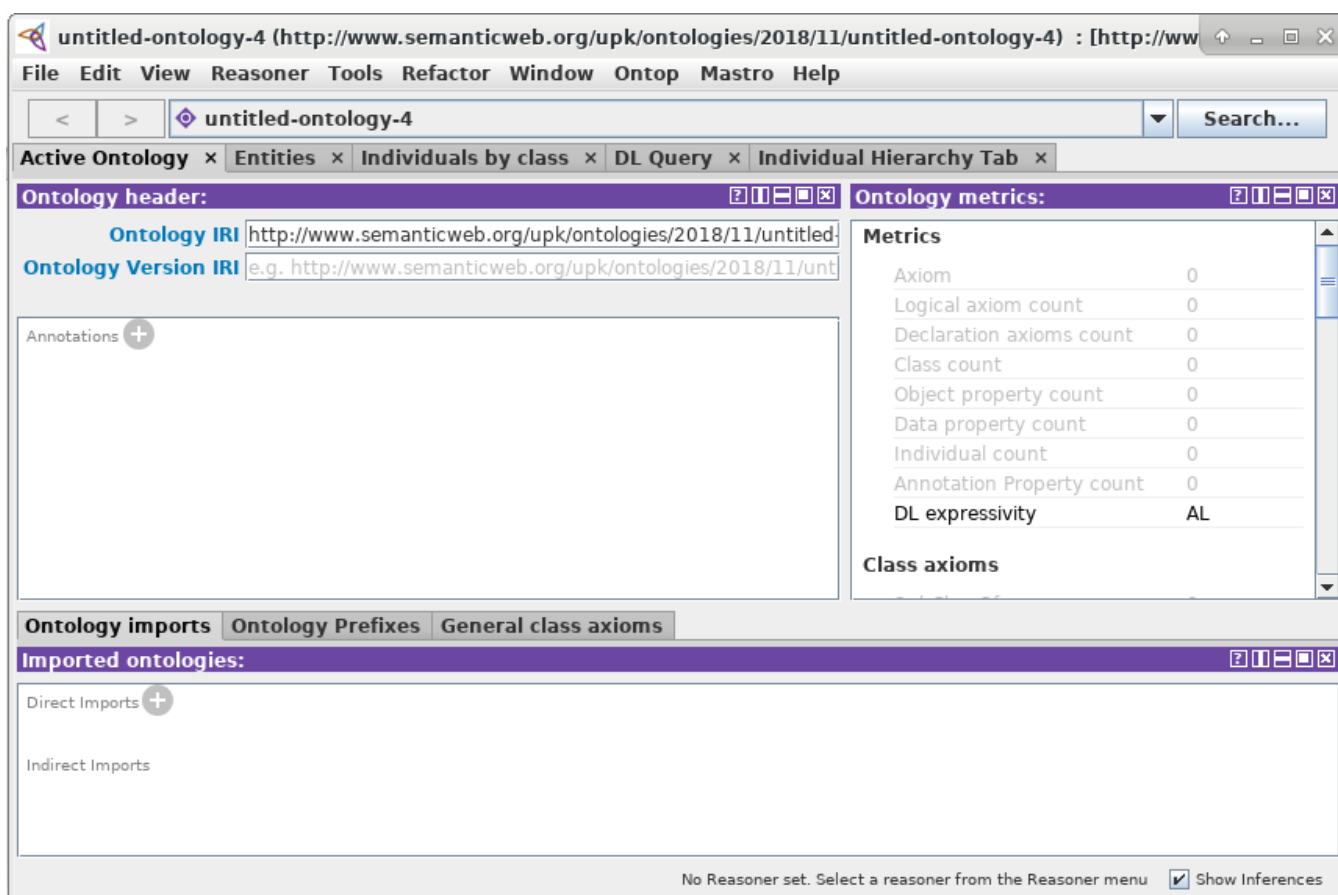 untitled-ontology-4 (http://www.semanticweb.org/upk/ontologies/2018/11/untitled-ontology-4) : [http://ww
File Edit View Reasoner Tools Refactor Window Ontop Mastro Help
< > untitled-ontology-4 Search...
Active Ontology × Entities × Individuals by class × DL Query × Individual Hierarchy Tab ×
Ontology header:
Ontology IRI http://www.semanticweb.org/upk/ontologies/2018/11/untitled-
Ontology Version IRI e.g. http://www.semanticweb.org/upk/ontologies/2018/11/unt
Annotations
Ontology metrics:
Metrics
Axiom 0
Logical axiom count 0
Declaration axioms count 0
Class count 0
Object property count 0
Data property count 0
Individual count 0
Annotation Property count 0
DL expressivity AL
Class axioms
Ontology imports Ontology Prefixes General class axioms
Imported ontologies:
Direct Imports
Indirect Imports
No Reasoner set. Select a reasoner from the Reasoner menu Show Inferences